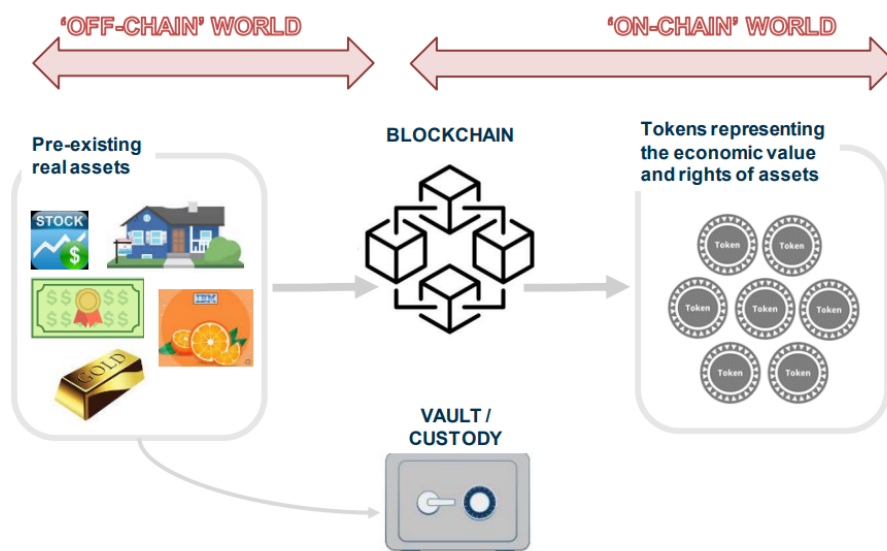 ‘OFF-CHAIN’ WORLD
‘ON-CHAIN’ WORLD
Pre-existing
real assets
STOCK
$
$$ $$
$$ $$
IBM
GOLD
BLOCKCHAIN
VAULT /
CUSTODY
Tokens representing
the economic value
and rights of assets
Token
Token
Token
Token
Token
Token
Token